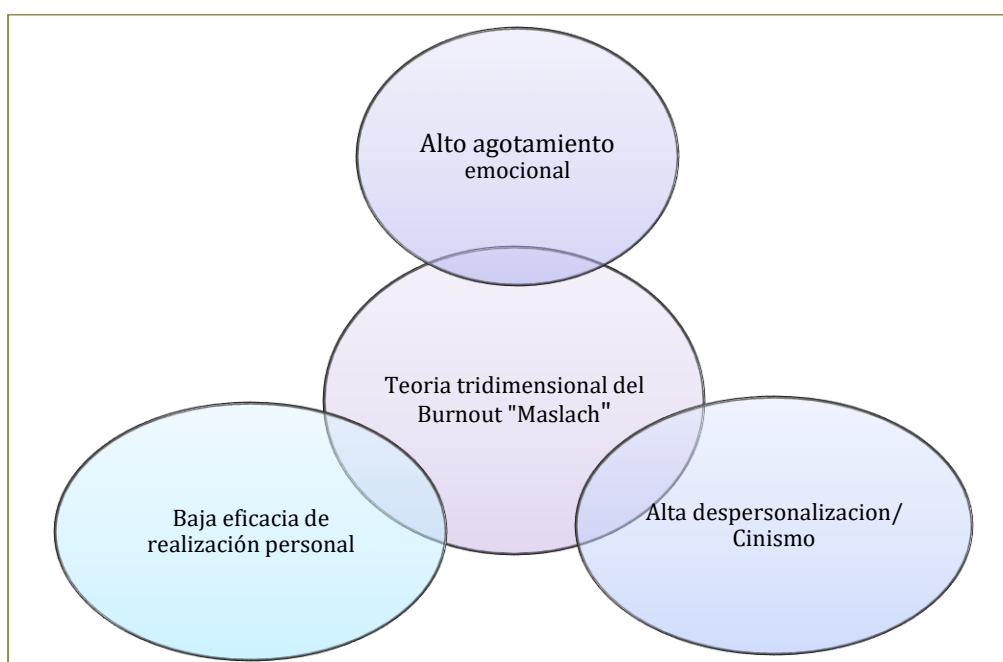 Alto agotamiento
emocional
Teoria tridimensional del
Burnout "Maslach"
Baja eficacia de
realización personal
Alta despersonalizacion/
Cinismo